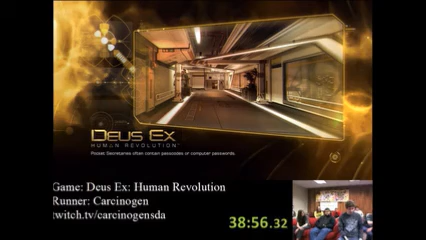 DEUS EX
HUMAN REVOLUTION
Pocket Secretaries often contain passcodes or computer passwords.
Game: Deus Ex: Human Revolution
Runner: Carcinogen
twitch.tv/carcinogensda
38:56.32